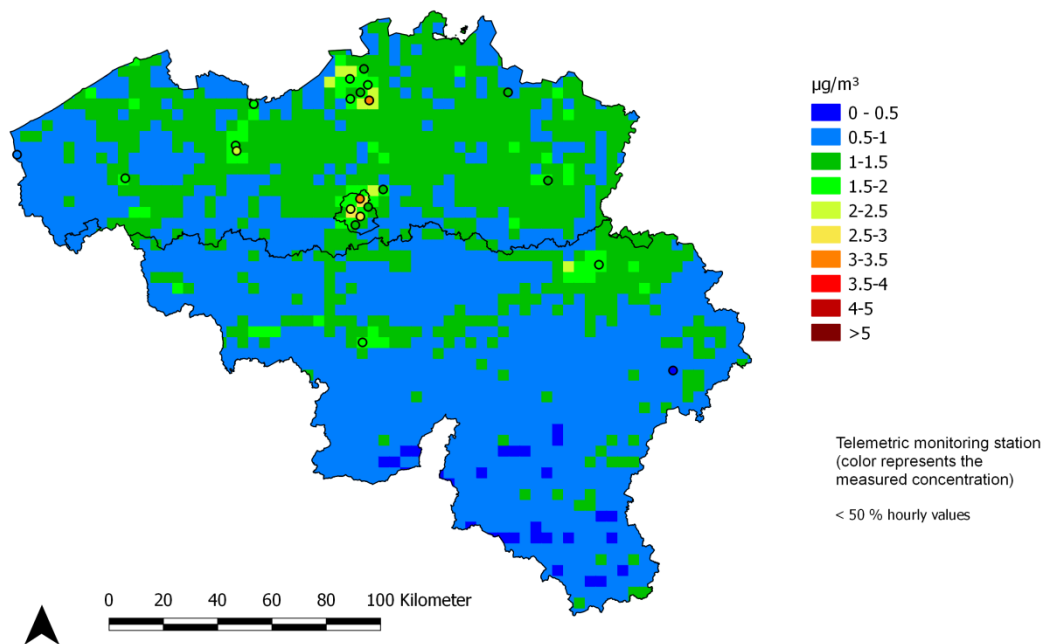 µg/m³
0 - 0.5
0.5-1
1-1.5
1.5-2
2-2.5
2.5-3
3-3.5
3.5-4
4-5
>5
Telemetric monitoring station
(color represents the
measured concentration)
< 50 % hourly values
0 20 40 60 80 100 Kilometer